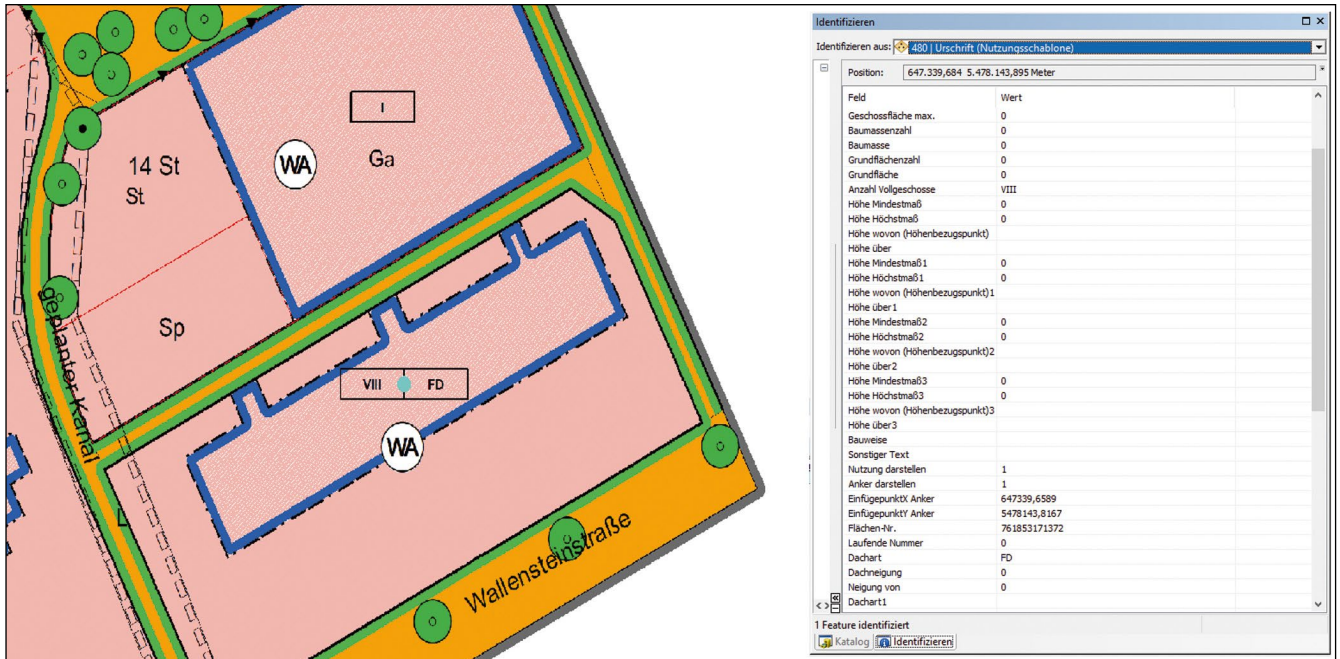 I
WA
Ga
14 St
St
Sp
geplanter Kanal
VIII
FD
WA
L
Wallensteinstraße
Identifizieren
Identifizieren aus: 480 | Urschrift (Nutzungsschablone)
Position: 647.339,684 5.478.143,895 Meter
Feld Wert
Geschossfläche max. 0
Baumassenzahl 0
Baumasse 0
Grundflächenzahl 0
Grundfläche 0
Anzahl Vollgeschosse VIII
Höhe Mindestmaß 0
Höhe Höchstmaß 0
Höhe wovon (Höhenbezugspunkt)
Höhe über
Höhe Mindestmaß1 0
Höhe Höchstmaß1 0
Höhe wovon (Höhenbezugspunkt)1
Höhe über1
Höhe Mindestmaß2 0
Höhe Höchstmaß2 0
Höhe wovon (Höhenbezugspunkt)2
Höhe über2
Höhe Mindestmaß3 0
Höhe Höchstmaß3 0
Höhe wovon (Höhenbezugspunkt)3
Höhe über3
Bauweise
Sonstiger Text
Nutzung darstellen 1
Anker darstellen 1
EinfügepunktX Anker 647339,6589
EinfügepunktY Anker 5478143,8167
Flächen-Nr. 761853171372
Laufende Nummer 0
Dachart FD
Dachneigung 0
Neigung von 0
Dachart1
1 Feature identifiziert
Katalog Identifizieren